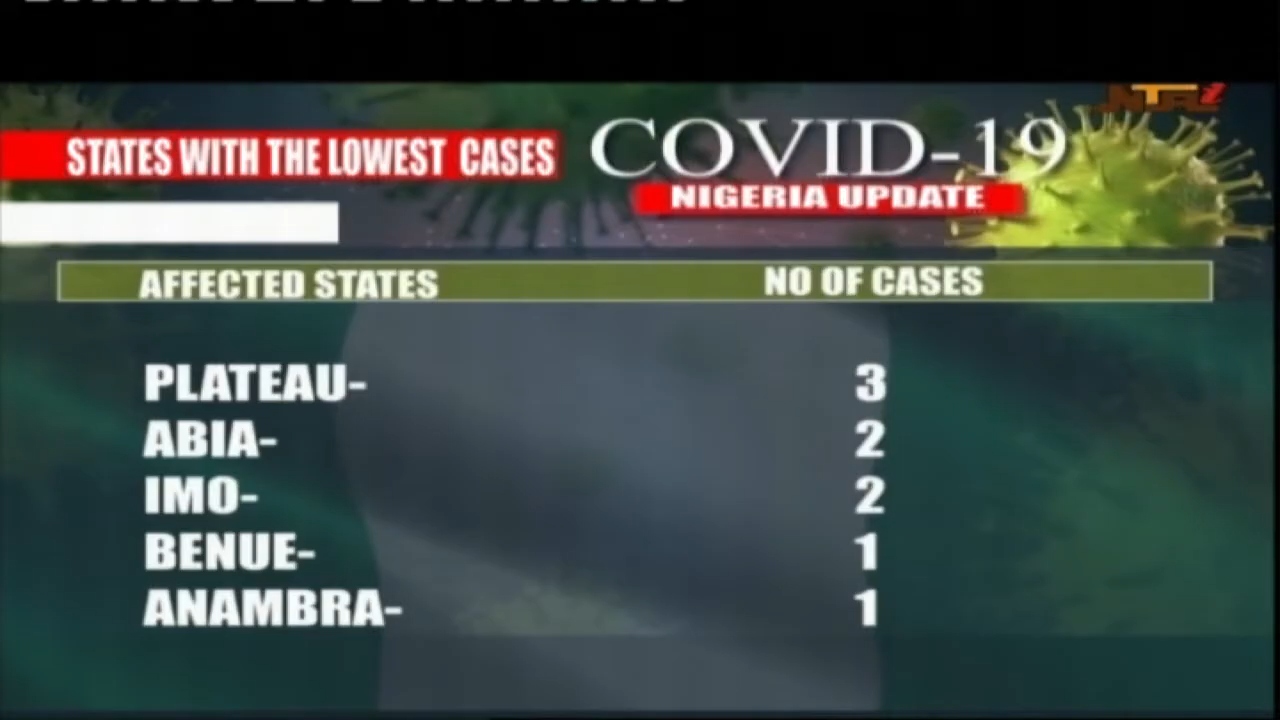 NTA
STATES WITH THE LOWEST CASES
COVID-19
NIGERIA UPDATE
AFFECTED STATES NO OF CASES
PLATEAU- 3
ABIA- 2
IMO- 2
BENUE- 1
ANAMBRA- 1